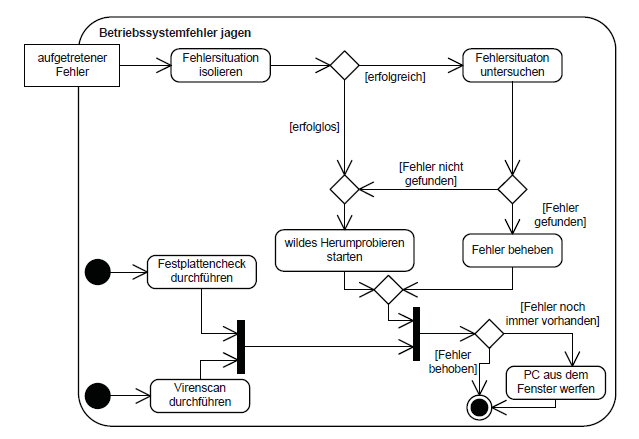 Betriebssystemfehler jagen
aufgetretener
Fehler
Fehlersituation
isolieren
[erfolgreich]
Fehlersituaton
untersuchen
[erfolglos]
[Fehler nicht
gefunden]
[Fehler
gefunden]
wildes Herumprobieren
starten
Fehler beheben
Festplattencheck
durchführen
[Fehler noch
immer vorhanden]
[Fehler
behoben]
Virenscan
durchführen
PC aus dem
Fenster werfen